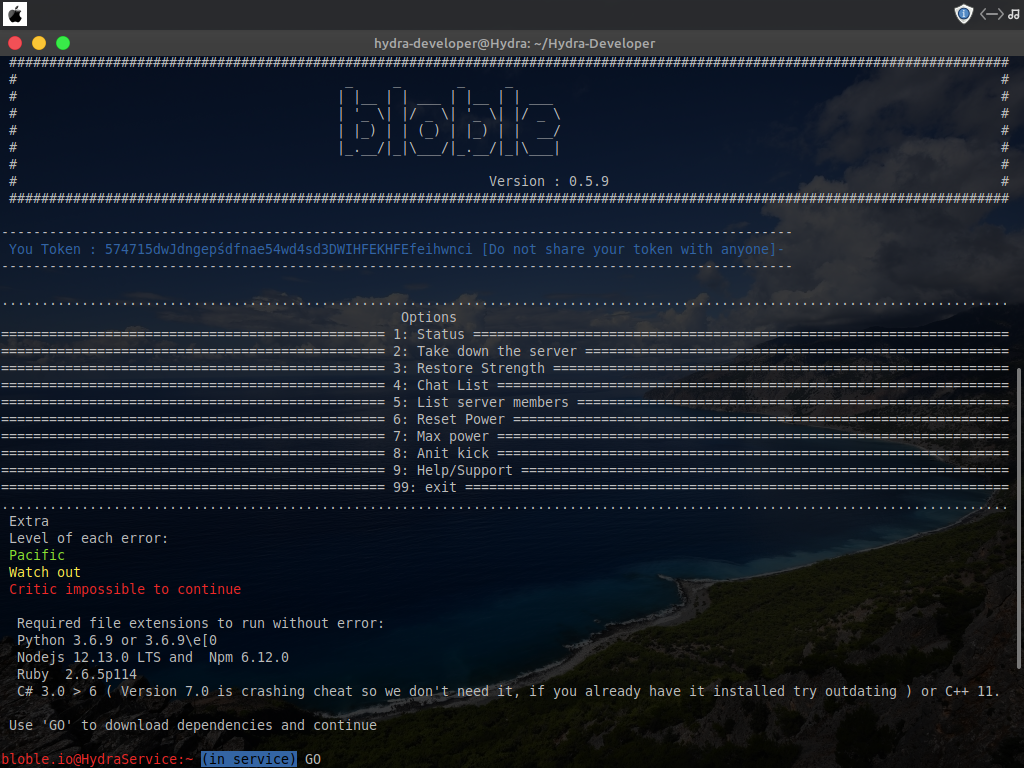 hydra-developer@Hydra: ~/Hydra-Developer
bloble
Version : 0.5.9
You Token : 574715dwJdngepśdfnae54wd4sd3DWIHFEKHFEfeihwnci [Do not share your token with anyone]-
Options
1: Status
2: Take down the server
3: Restore Strength
4: Chat List
5: List server members
6: Reset Power
7: Max power
8: Anit kick
9: Help/Support
99: exit
Extra
Level of each error:
Pacific
Watch out
Critic impossible to continue
Required file extensions to run without error:
Python 3.6.9 or 3.6.9\e[0
Nodejs 12.13.0 LTS and  Npm 6.12.0
Ruby  2.6.5p114
C# 3.0 > 6 ( Version 7.0 is crashing cheat so we don't need it, if you already have it installed try outdating ) or C++ 11.
Use 'GO' to download dependencies and continue
bloble.io@HydraService:~ (in service) GO